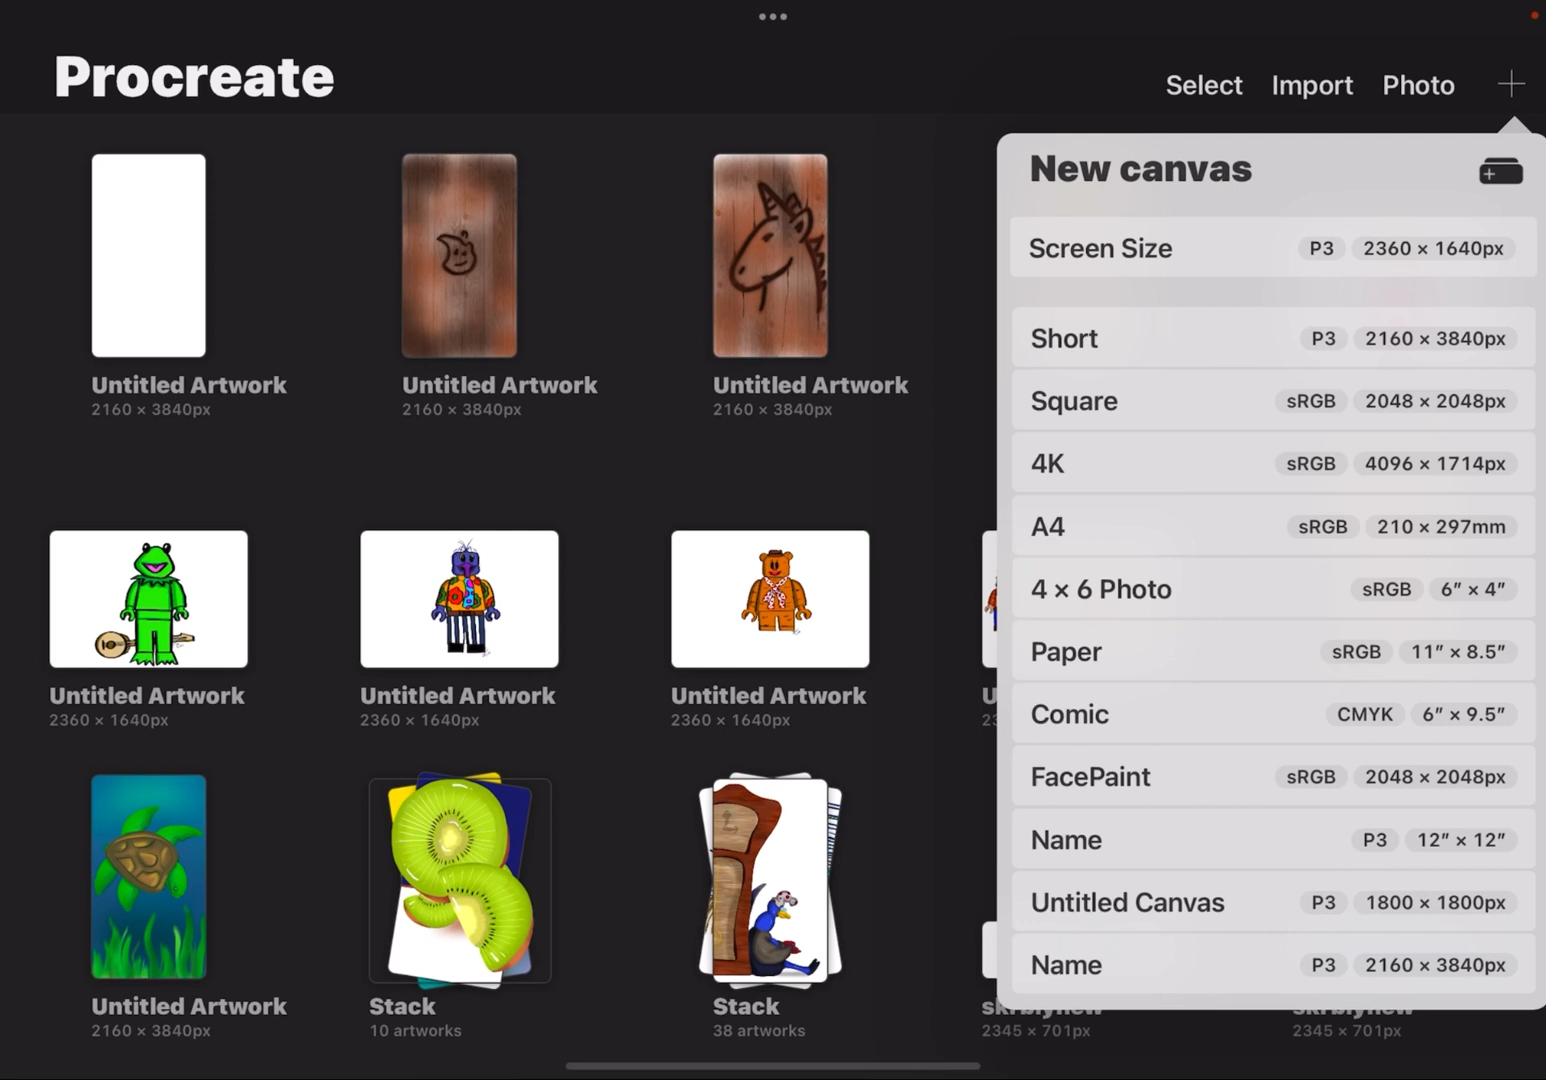 Procreate
Select Import Photo
New canvas
Screen Size P3 2360 × 1640px
Short P3 2160 × 3840px
Square sRGB 2048 × 2048px
4K sRGB 4096 × 1714px
A4 sRGB 210 × 297mm
4 × 6 Photo sRGB 6” × 4”
Paper sRGB 11” × 8.5”
Comic CMYK 6” × 9.5”
FacePaint sRGB 2048 × 2048px
Name P3 12” × 12”
Untitled Canvas P3 1800 × 1800px
Name P3 2160 × 3840px
Untitled Artwork
2160 × 3840px
Untitled Artwork
2160 × 3840px
Untitled Artwork
2160 × 3840px
Untitled Artwork
2360 × 1640px
Untitled Artwork
2360 × 1640px
Untitled Artwork
2360 × 1640px
Untitled Artwork
2160 × 3840px
Stack
10 artworks
Stack
38 artworks
2345 × 701px
2345 × 701px